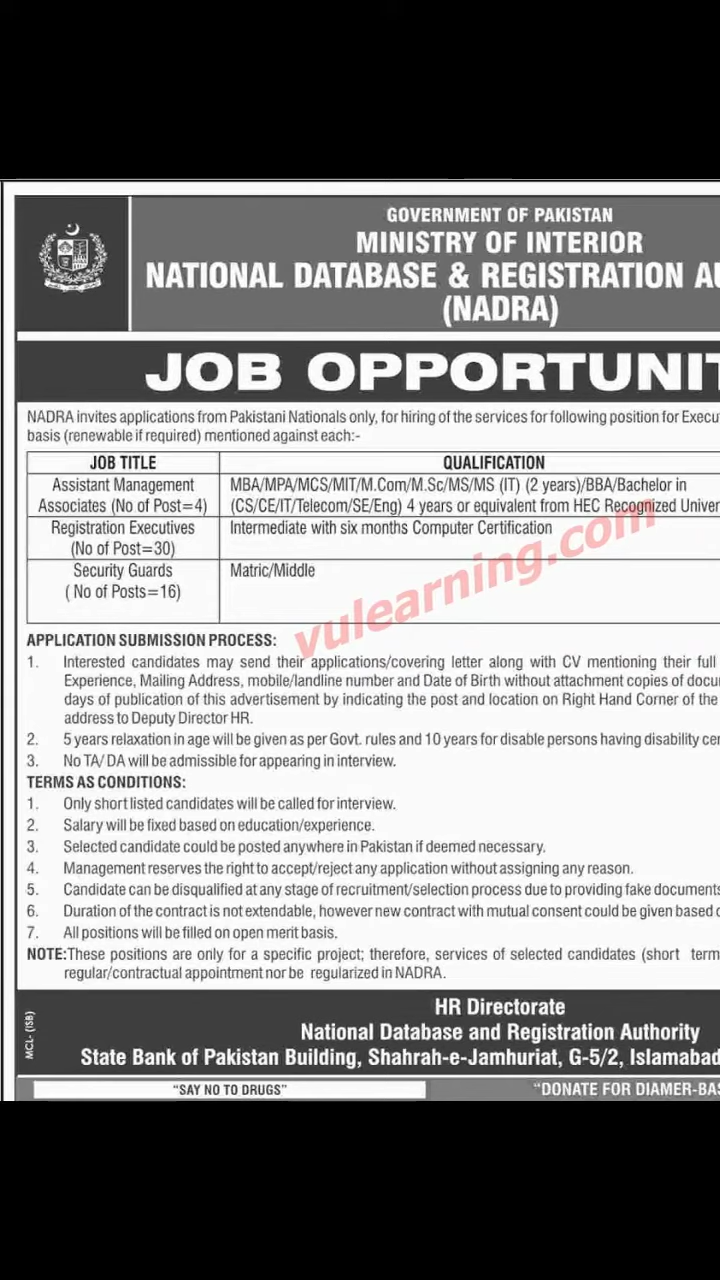 GOVERNMENT OF PAKISTAN
MINISTRY OF INTERIOR
NATIONAL DATABASE & REGISTRATION
(NADRA)
JOB
NADRA invites applications from Pakistani Nationals only, for hiring of the services for following position for
basis (renewable if required) mentioned against each:-
JOB TITLE QUALIFICATION
Assistant Management MBA/MPA/MCS/MIT/M.Com/M.Sc/MS/MS (IT) (2 years)/BBA/Bachelor in
Associates (No of Post=4) (CS/CE/IT/Telecom/SE/Eng) 4 years or equivalent from HEC Recognized
Registration Executives Intermediate with six months Computer Certification
(No of Post=30)
Security Guards Matric/Middle
( No of Posts=16)
vulearning.com
APPLICATION SUBMISSION PROCESS:
1. Interested candidates may send their applications/covering letter along with CV mentioning their full
Experience, Mailing Address, mobile/landline number and Date of Birth without attachment copies of
days of publication of this advertisement by indicating the post and location on Right Hand Corner of the
address to Deputy Director HR.
2. 5 years relaxation in age will be given as per Govt. rules and 10 years for disable persons having disability
3. No TA/ DA will be admissible for appearing in interview.
TERMS AS CONDITIONS:
1. Only short listed candidates will be called for interview.
2. Salary will be fixed based on education/experience.
3. Selected candidate could be posted anywhere in Pakistan if deemed necessary.
4. Management reserves the right to accept/reject any application without assigning any reason.
5. Candidate can be disqualified at any stage of recruitment/selection process due to providing fake documents
6. Duration of the contract is not extendable, however new contract with mutual consent could be given based
7. All positions will be filled on open merit basis.
NOTE:These positions are only for a specific project; therefore, services of selected candidates (short term
regular/contractual appointment nor be regularized in NADRA.
MCL- (ISB)
HR Directorate
National Database and Registration Authority
State Bank of Pakistan Building, Shahrah-e-Jamhuriat, G-5/2, Islamabad
"SAY NO TO DRUGS" "DONATE FOR